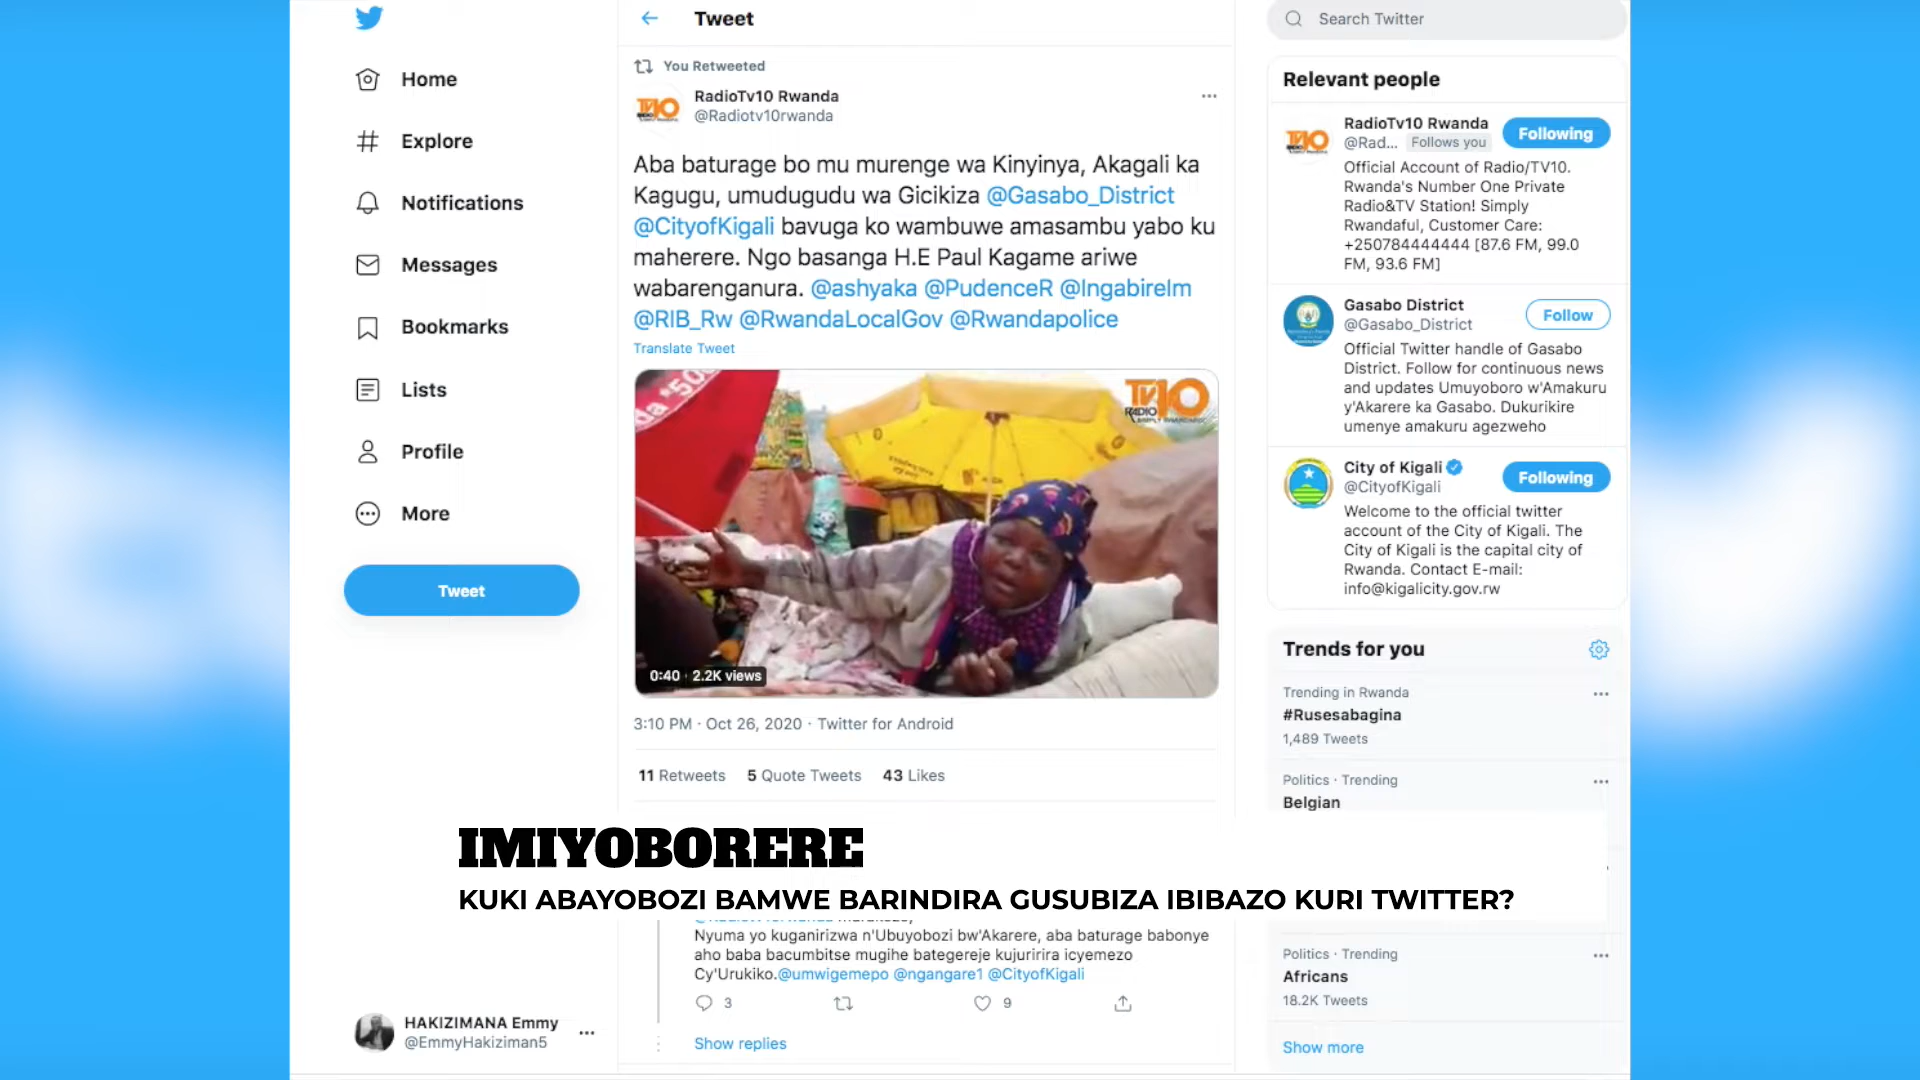 Home
Explore
Notifications
Messages
Bookmarks
Lists
Profile
More
Tweet
HAKIZIMANA Emmy
@EmmyHakiziman5
Tweet
You Retweeted
RadioTv10 Rwanda
@Radiotv10rwanda
Aba baturage bo mu murenge wa Kinyinya, Akagali ka
Kagugu, umudugudu wa Gicikiza @Gasabo_District
@CityofKigali bavuga ko wambuwe amasambu yabo ku
maherere. Ngo basanga H.E Paul Kagame ariwe
wabarenganura. @ashyaka @PudenceR @IngabireIm
@RIB_Rw @RwandaLocalGov @Rwandapolice
Translate Tweet
TV10
RADIO
0:40 · 2.2K views
3:10 PM · Oct 26, 2020 · Twitter for Android
11 Retweets 5 Quote Tweets 43 Likes
IMIYOBORERE
KUKI ABAYOBOZI BAMWE BARINDIRA GUSUBIZA IBIBAZO KURI TWITTER?
Nyuma yo kuganirizwa n'Ubuyobozi bw'Akarere, aba baturage babonye
aho baba bacumbitse mugihe bategereje kujuririra icyemezo
Cy'Urukiko.@umwigemepo @ngangare1 @CityofKigali
3 9
Show replies
Search Twitter
Relevant people
RadioTv10 Rwanda
@Rad... Follows you
Following
Official Account of Radio/TV10.
Rwanda's Number One Private
Radio&TV Station! Simply
Rwandaful, Customer Care:
+250784444444 [87.6 FM, 99.0
FM, 93.6 FM]
Gasabo District
@Gasabo_District
Follow
Official Twitter handle of Gasabo
District. Follow for continuous news
and updates Umuyoboro w'Amakuru
y'Akarere ka Gasabo. Dukurikire
umenye amakuru agezweho
City of Kigali
@CityofKigali
Following
Welcome to the official twitter
account of the City of Kigali. The
City of Kigali is the capital city of
Rwanda. Contact E-mail:
info@kigalicity.gov.rw
Trends for you
Trending in Rwanda
#Rusesabagina
1,489 Tweets
Politics · Trending
Belgian
Politics · Trending
Africans
18.2K Tweets
Show more